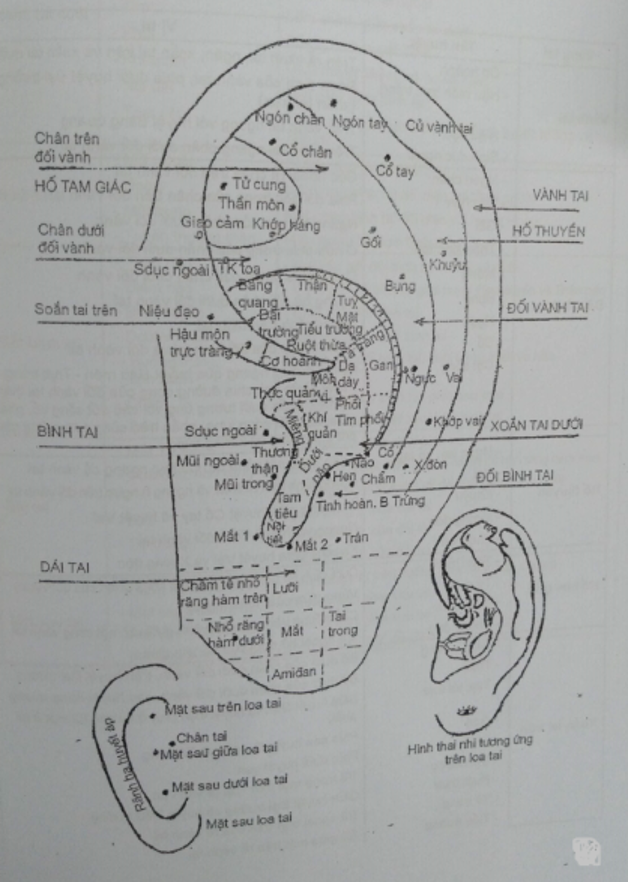 Ngón chân
Ngón tay
Củ vành tai
Chân trên
đối vành
Cổ chân
Cổ tay
HỐ TAM GIÁC
Tử cung
Thần môn
VÀNH TAI
Giao cảm
Khớp háng
Chân dưới
đối vành
Gối
HỐ THUYỀN
Sdục ngoài
TK toạ
Khuỷu
Bàng
quang
Thận
Bụng
Tuỵ
Mật
Soắn tai trên
Niệu đạo
Đại
trường
Tiểu trường
Ruột thừa
ĐỐI VÀNH TAI
Hậu môn
trực tràng
Cơ hoành
Tá tràng
Dạ
dày
Gan
Ngực
Vai
Thực quản
Môn
vị
Phổi
Miệng
Khí
quản
Tim phổi
Khớp vai
BÌNH TAI
Sdục ngoài
XOẮN TAI DƯỚI
Mũi ngoài
Thượng
thận
Dưới
não
Não
Cổ
Mũi trong
Hen
Chẩm
X.đòn
ĐỐI BÌNH TAI
Tam
tiêu
Tinh hoàn. B Trứng
Nội
tiết
Mắt 1
Mắt 2
Trán
DÁI TAI
Châm tê nhổ
răng hàm trên
Lưỡi
Nhổ răng
hàm dưới
Mắt
Tai
trong
Amiđan
Rãnh hạ huyết áp
Mặt sau trên loa tai
Chân tai
Mặt sau giữa loa tai
Mặt sau dưới loa tai
Mặt sau loa tai
Hình thai nhi tương ứng
trên loa tai